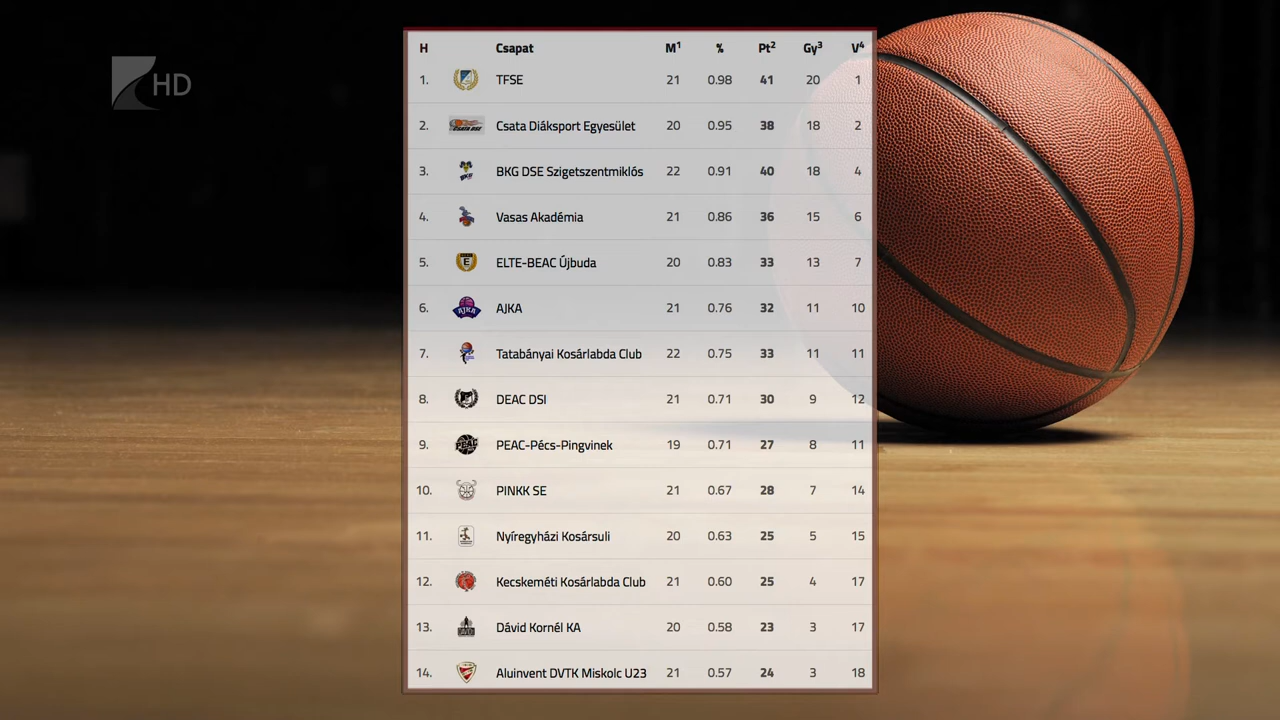 HD
H Csapat M¹ % Pt² Gy³ V⁴
1. TFSE 21 0.98 41 20 1
2. Csata Diáksport Egyesület 20 0.95 38 18 2
3. BKG DSE Szigetszentmiklós 22 0.91 40 18 4
4. Vasas Akadémia 21 0.86 36 15 6
5. E ELTE-BEAC Újbuda 20 0.83 33 13 7
6. AJKA AJKA 21 0.76 32 11 10
7. Tatabányai Kosárlabda Club 22 0.75 33 11 11
8. DEAC DSI 21 0.71 30 9 12
9. PEAC PEAC-Pécs-Pingvinek 19 0.71 27 8 11
10. PINKK SE 21 0.67 28 7 14
11. Nyíregyházi Kosársuli 20 0.63 25 5 15
12. Kecskeméti Kosárlabda Club 21 0.60 25 4 17
13. Dávid Kornél KA 20 0.58 23 3 17
14. Aluinvent DVTK Miskolc U23 21 0.57 24 3 18